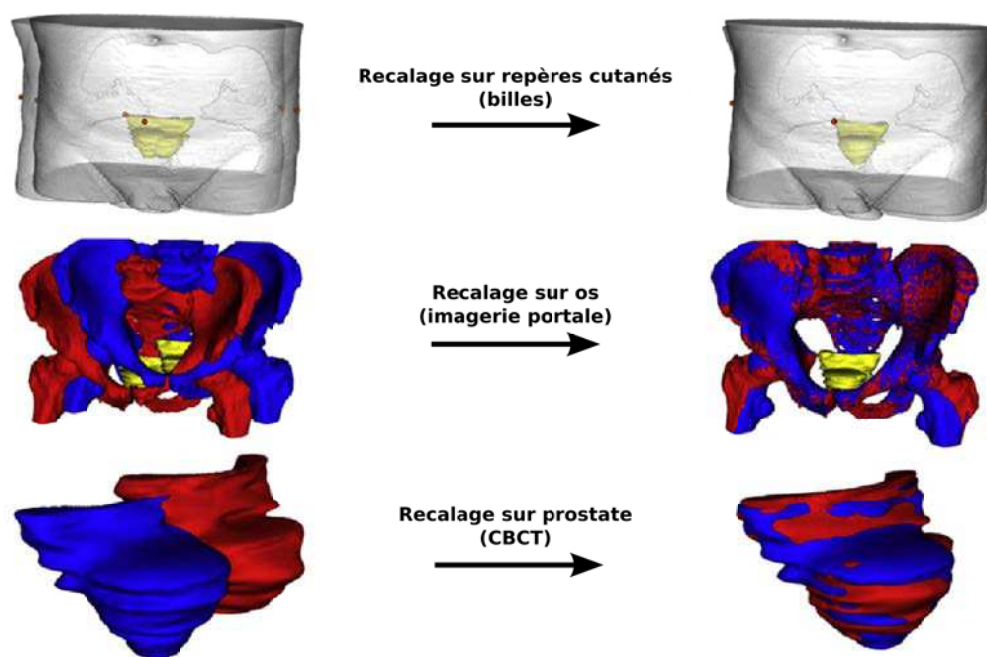 Recalage sur repères cutanés
(billes)
Recalage sur os
(imagerie portale)
Recalage sur prostate
(CBCT)